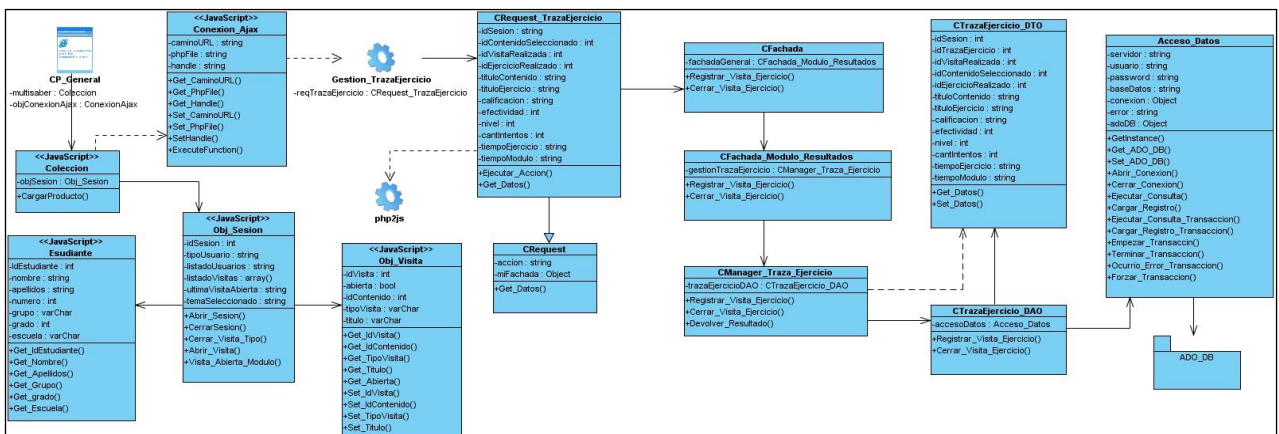 CP_General
-multisaber : Coleccion
-objConexionAjax : ConexionAjax
<<JavaScript>>
Conexion_Ajax
-caminoURL : string
-phpFile : string
-handle : string
+Get_CaminoURL()
+Get_PhpFile()
+Get_Handle()
+Set_CaminoURL()
+Set_PhpFile()
+SetHandle()
+ExecuteFunction()
<<JavaScript>>
Coleccion
-objSesion : Obj_Sesion
+CargarProducto()
<<JavaScript>>
Esudiante
-IdEstudiante : int
-nombre : string
-apellidos : string
-numero : int
-grupo : varChar
-grado : int
-escuela : varChar
+Get_IdEstudiante()
+Get_Nombre()
+Get_Apellidos()
+Get_Grupo()
+Get_grado()
+Get_Escuela()
<<JavaScript>>
Obj_Sesion
-idSesion : int
-tipoUsuario : string
-listadoUsuarios : string
-listadoVisitas : array()
-ultimaVisitaAbierta : string
-temaSeleccionado : string
+Abrir_Sesion()
+CerrarSesion()
+Cerrar_Visita_Tipo()
+Abrir_Visita()
+Visita_Abierta_Modulo()
<<JavaScript>>
Obj_Visita
-idVisita : int
-abierta : bool
-idContenido : int
-tipoVisita : varChar
-titulo : varChar
+Get_IdVisita()
+Get_IdContenido()
+Get_TipoVisita()
+Get_Titulo()
+Get_Abierta()
+Set_IdVisita()
+Set_IdContenido()
+Set_TipoVisita()
+Set_Titulo()
Gestion_TrazaEjercicio
-reqTrazaEjercicio : CRequest_TrazaEjercicio
php2js
CRequest_TrazaEjercicio
-idSesion : int
-idContenidoSeleccionado : int
-idVisitaRealizada : int
-idEjercicioRealizado : int
-tituloContenido : string
-tituloEjercicio : string
-calificacion : string
-efectividad : int
-nivel : int
-cantIntentos : int
-tiempoEjercicio : string
-tiempoModulo : string
+Ejecutar_Accion()
+Get_Datos()
CRequest
-accion : string
-miFachada : Object
+Get_Datos()
CFachada
-fachadaGeneral : CFachada_Modulo_Resultados
+Registrar_Visita_Ejercicio()
+Cerrar_Visita_Ejercicio()
CFachada_Modulo_Resultados
-gestionTrazaEjercicio : CManager_Traza_Ejercicio
+Registrar_Visita_Ejercicio()
+Cerrar_Visita_Ejercicio()
CManager_Traza_Ejercicio
-trazaEjercicioDAO : CTrazaEjercicio_DAO
+Registrar_Visita_Ejercicio()
+Cerrar_Visita_Ejercicio()
+Devolver_Resultado()
CTrazaEjercicio_DTO
-idSesion : int
-idTrazaEjercicio : int
-idVisitaRealizada : int
-idContenidoSeleccionado : int
-idEjercicioRealizado : int
-tituloContenido : string
-tituloEjercicio : string
-calificacion : string
-efectividad : int
-nivel : int
-cantIntentos : int
-tiempoEjercicio : string
-tiempoModulo : string
+Get_Datos()
+Set_Datos()
CTrazaEjercicio_DAO
-accesoDatos : Acceso_Datos
+Registrar_Visita_Ejercicio()
+Cerrar_Visita_Ejercicio()
Acceso_Datos
-servidor : string
-usuario : string
-password : string
-baseDatos : string
-conexion : Object
-error : string
-adoDB : Object
+GetInstance()
+Get_ADO_DB()
+Set_ADO_DB()
+Abrir_Conexion()
+Cerrar_Conexion()
+Ejecutar_Consulta()
+Cargar_Registro()
+Ejecutar_Consulta_Transaccion()
+Cargar_Registro_Transaccion()
+Empezar_Transaccin()
+Terminar_Transaccion()
+Ocurrio_Error_Transaccion()
+Forzar_Transaccion()
ADO_DB